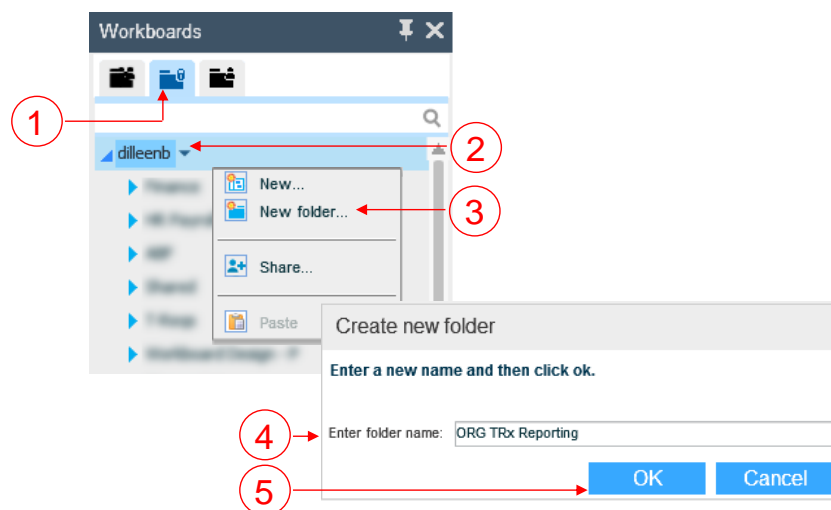 Workboards
1
dilleenb
2
New...
New folder...
3
Share...
Paste
Create new folder
Enter a new name and then click ok.
4
Enter folder name: ORG TRx Reporting
5
OK Cancel